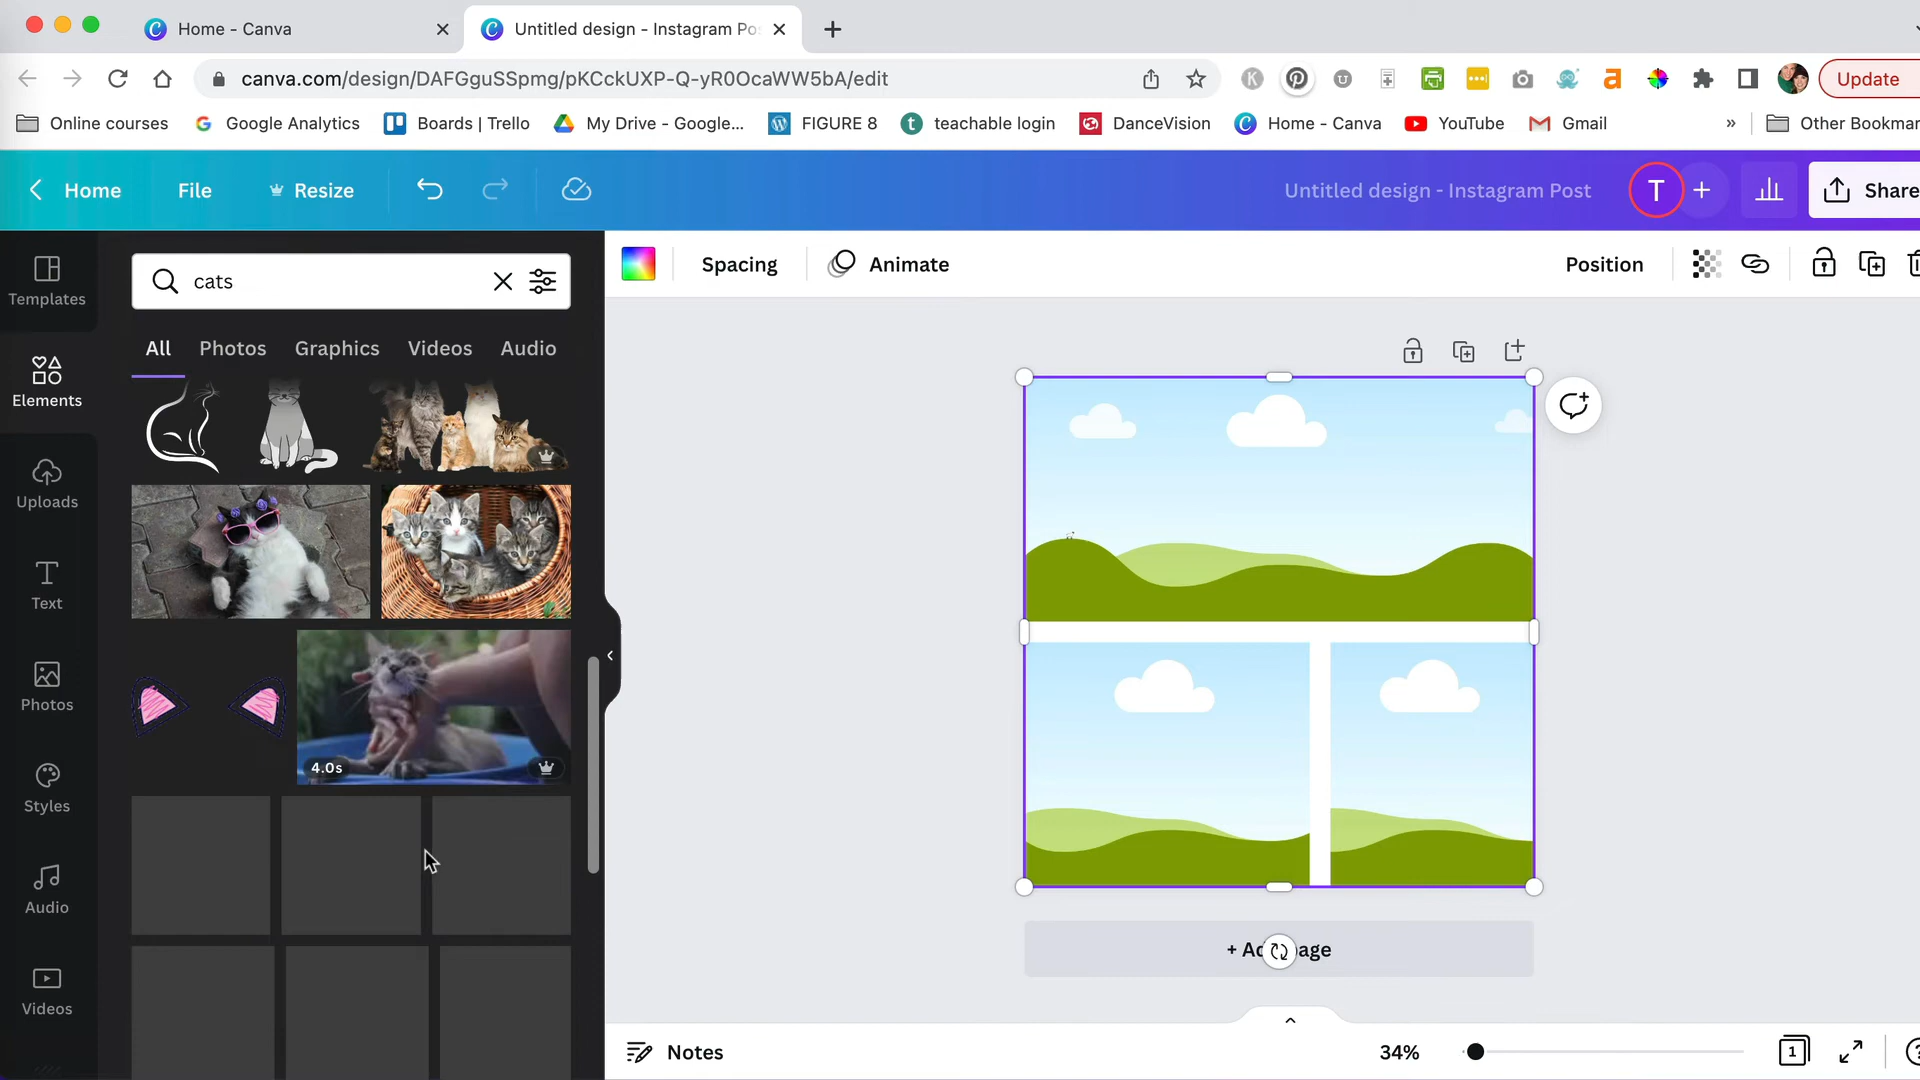 Home - Canva
Untitled design - Instagram Po
canva.com/design/DAFGguSSpmg/pKCckUXP-Q-yR0OcaWW5bA/edit
Update
Online courses
Google Analytics
Boards | Trello
My Drive - Google...
FIGURE 8
teachable login
DanceVision
Home - Canva
YouTube
Gmail
»
Other Bookmar
Home
File
Resize
Untitled design - Instagram Post
T
Share
Templates
Elements
Uploads
Text
Photos
Styles
Audio
Videos
cats
All
Photos
Graphics
Videos
Audio
4.0s
Spacing
Animate
Position
Notes
34%
1